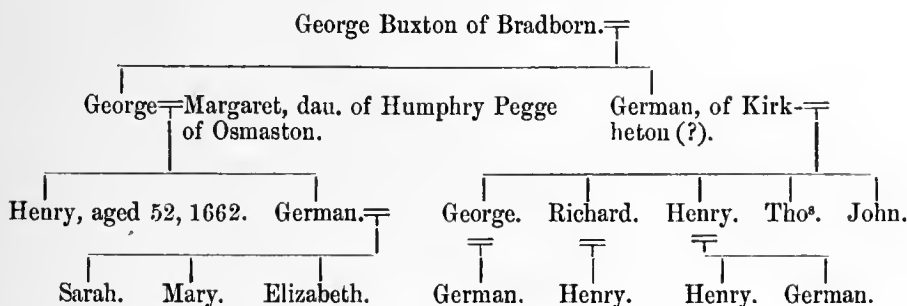 George Buxton of Bradborn.
George Margaret, dau. of Humphry Pegge
of Osmaston.
German, of Kirk-
heton (?).
Henry, aged 52, 1662. German. George. Richard. Henry. Thoˢ. John.
Sarah. Mary. Elizabeth. German. Henry. Henry. German.